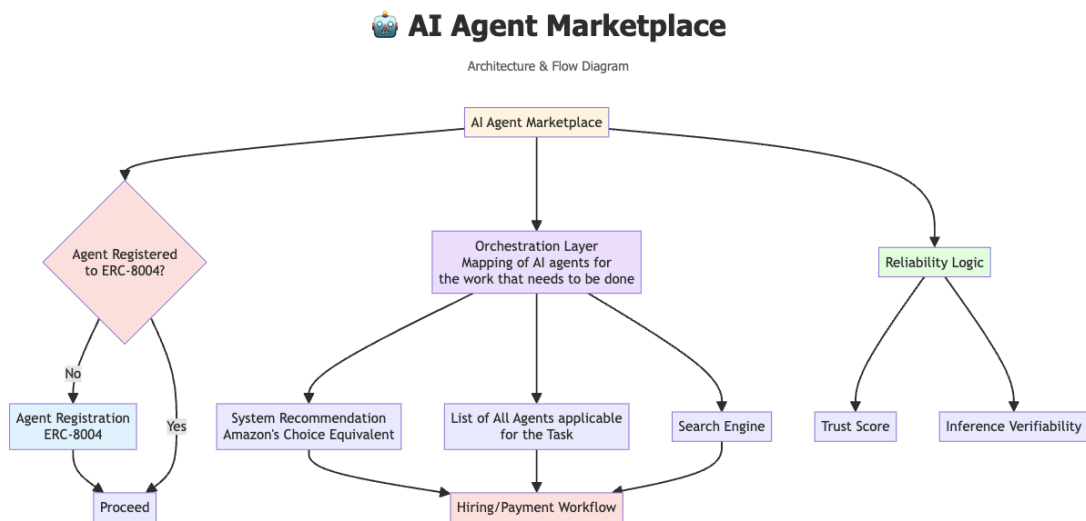 🤖 AI Agent Marketplace
Architecture & Flow Diagram
AI Agent Marketplace
Agent Registered
to ERC-8004?
Orchestration Layer
Mapping of AI agents for
the work that needs to be done
Reliability Logic
No
Yes
Agent Registration
ERC-8004
System Recommendation
Amazon's Choice Equivalent
List of All Agents applicable
for the Task
Search Engine
Trust Score
Inference Verifiability
Proceed
Hiring/Payment Workflow